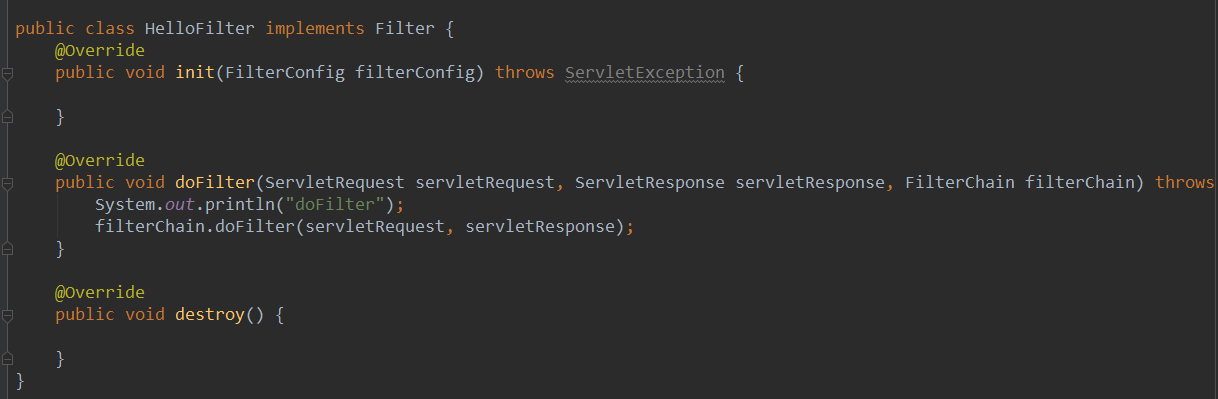 public class HelloFilter implements Filter {
@Override
public void init(FilterConfig filterConfig) throws ServletException {
}
@Override
public void doFilter(ServletRequest servletRequest, ServletResponse servletResponse, FilterChain filterChain) throws
System.out.println("doFilter");
filterChain.doFilter(servletRequest, servletResponse);
}
@Override
public void destroy() {
}
}